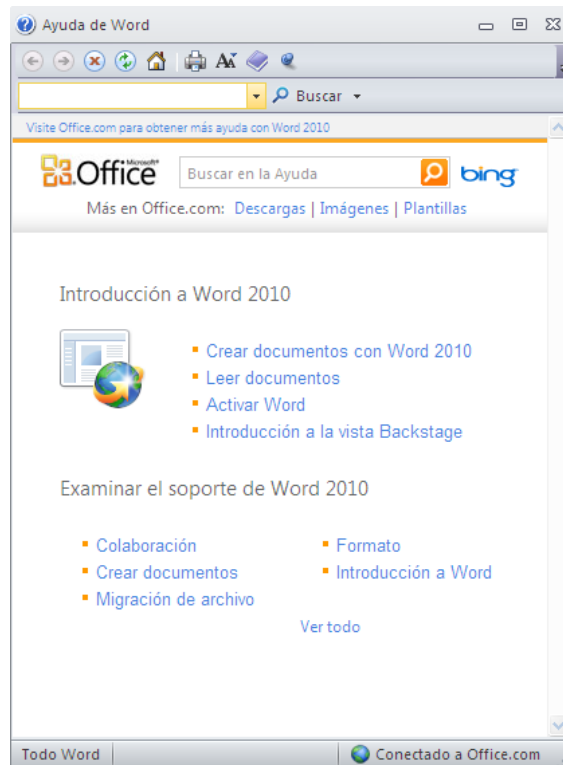 Ayuda de Word
Buscar
Visite Office.com para obtener más ayuda con Word 2010
Office Microsoft® Buscar en la Ayuda bing
Más en Office.com: Descargas | Imágenes | Plantillas
Introducción a Word 2010
Crear documentos con Word 2010
Leer documentos
Activar Word
Introducción a la vista Backstage
Examinar el soporte de Word 2010
Colaboración
Crear documentos
Migración de archivo
Formato
Introducción a Word
Ver todo
Todo Word Conectado a Office.com